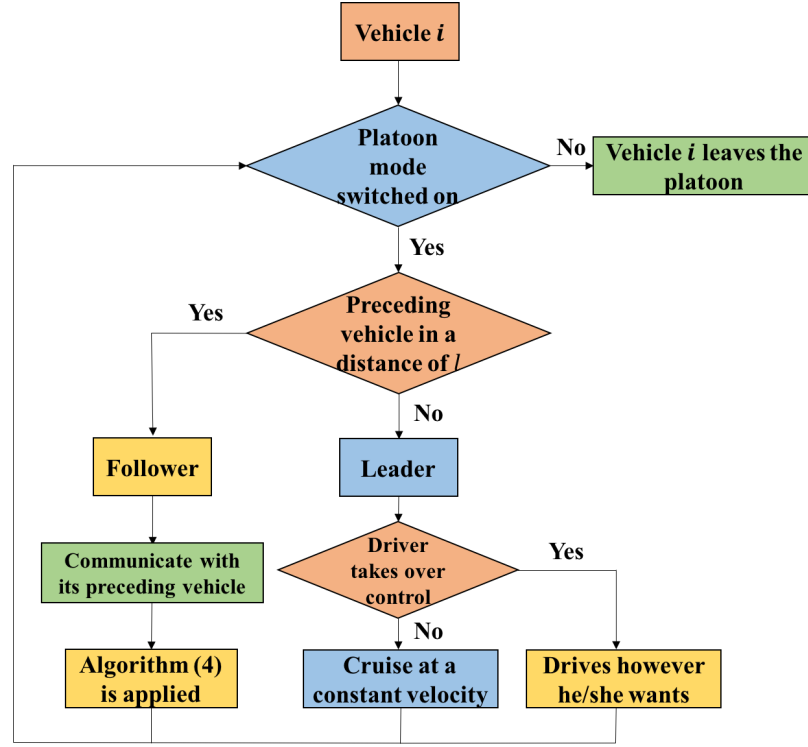 Vehicle i
Platoon
mode
switched on
No
Vehicle i leaves the
platoon
Yes
Preceding
vehicle in a
distance of l
Yes
No
Follower
Leader
Communicate with
its preceding vehicle
Driver
takes over
control
Yes
No
Algorithm (4)
is applied
Cruise at a
constant velocity
Drives however
he/she wants